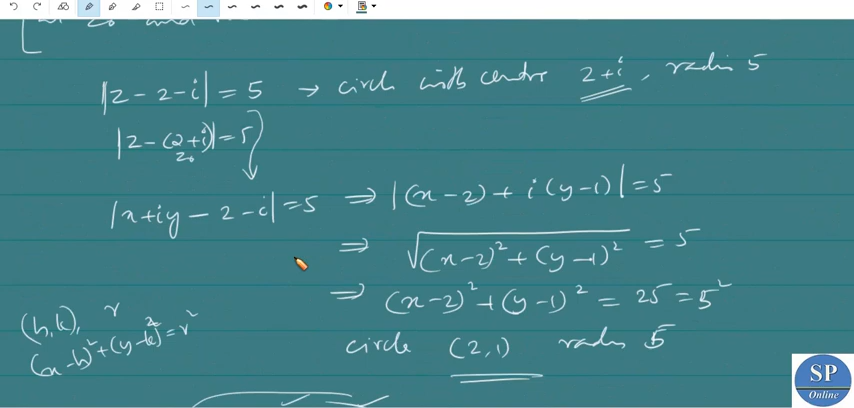 |z - 2 - i| = 5 → circle with centre 2+i, radius 5
|z - (2+i)| = 5
z₀
|x+iy - 2 - i| = 5 ⇒ |(x-2) + i(y-1)| = 5
⇒ √(x-2)² + (y-1)² = 5
⇒ (x-2)² + (y-1)² = 25 = 5²
(h,k), r
(x-h)² + (y-k)² = r²
circle (2,1) radius 5
SP
Online